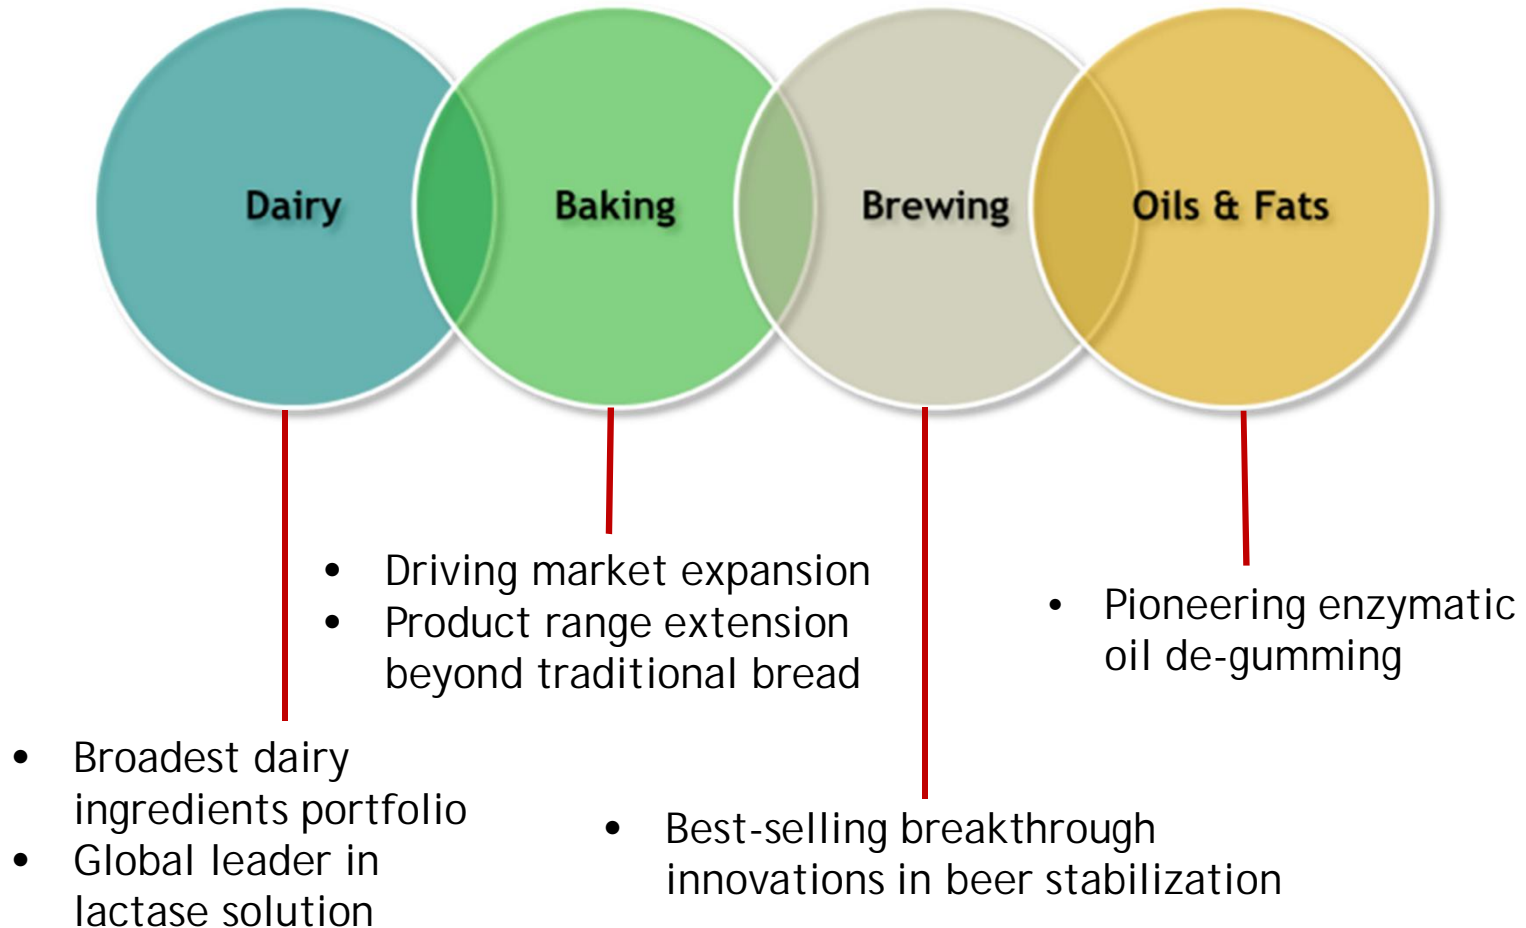 Dairy
Baking
Brewing
Oils & Fats
• Driving market expansion
• Product range extension
beyond traditional bread
• Pioneering enzymatic
oil de-gumming
• Broadest dairy
ingredients portfolio
• Global leader in
lactase solution
• Best-selling breakthrough
innovations in beer stabilization